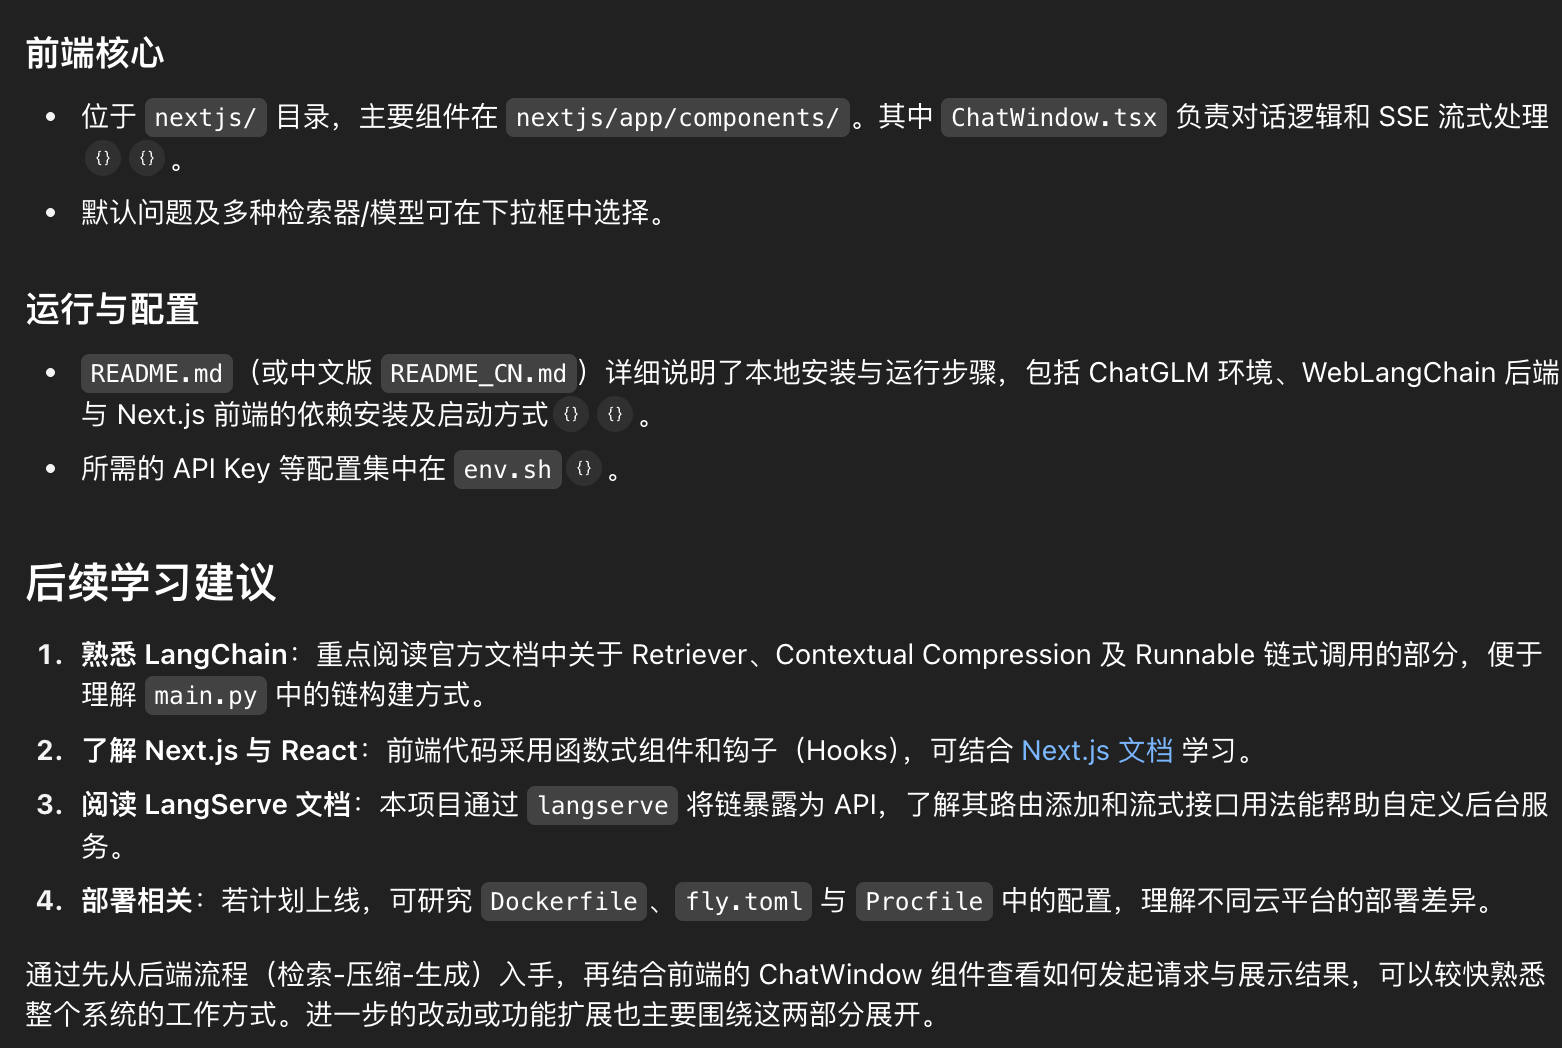 前端核心
• 位于 nextjs/ 目录，主要组件在 nextjs/app/components/。其中 ChatWindow.tsx 负责对话逻辑和 SSE 流式处理
{} {} 。
• 默认问题及多种检索器/模型可在下拉框中选择。
运行与配置
• README.md（或中文版 README_CN.md）详细说明了本地安装与运行步骤，包括 ChatGLM 环境、WebLangChain 后端
与 Next.js 前端的依赖安装及启动方式 {} {} 。
• 所需的 API Key 等配置集中在 env.sh {} 。
后续学习建议
1. 熟悉 LangChain：重点阅读官方文档中关于 Retriever、Contextual Compression 及 Runnable 链式调用的部分，便于
理解 main.py 中的链构建方式。
2. 了解 Next.js 与 React：前端代码采用函数式组件和钩子（Hooks），可结合 Next.js 文档 学习。
3. 阅读 LangServe 文档：本项目通过 langserve 将链暴露为 API，了解其路由添加和流式接口用法能帮助自定义后台服
务。
4. 部署相关：若计划上线，可研究 Dockerfile、fly.toml 与 Procfile 中的配置，理解不同云平台的部署差异。
通过先从后端流程（检索-压缩-生成）入手，再结合前端的 ChatWindow 组件查看如何发起请求与展示结果，可以较快熟悉
整个系统的工作方式。进一步的改动或功能扩展也主要围绕这两部分展开。